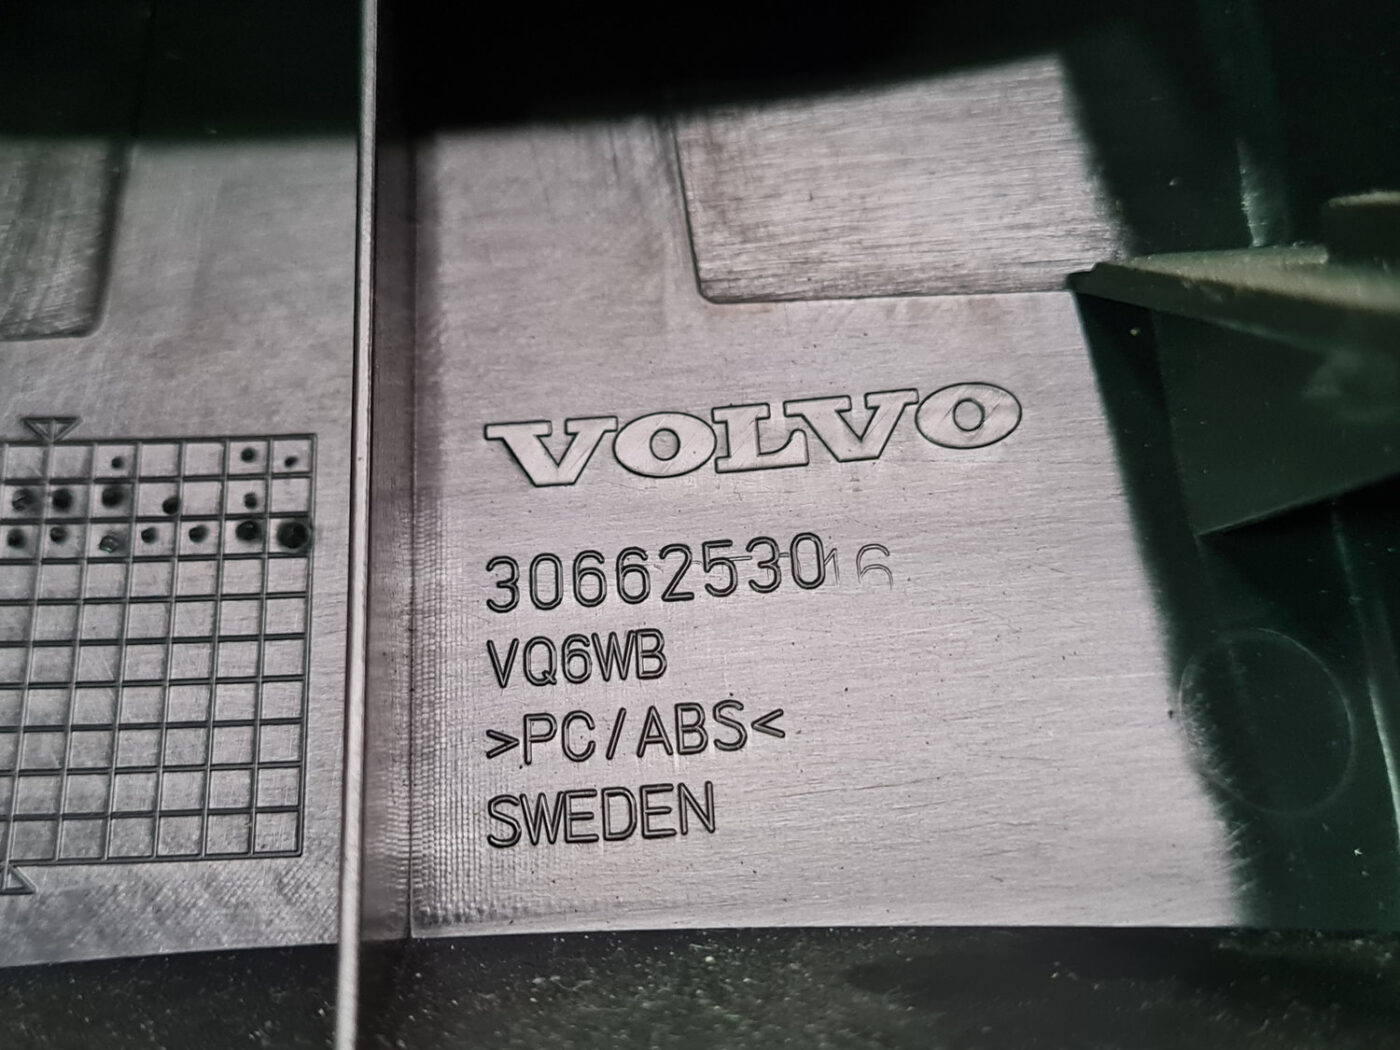 VOLVO
30662530
VQ6WB
>PC/ABS<
SWEDEN